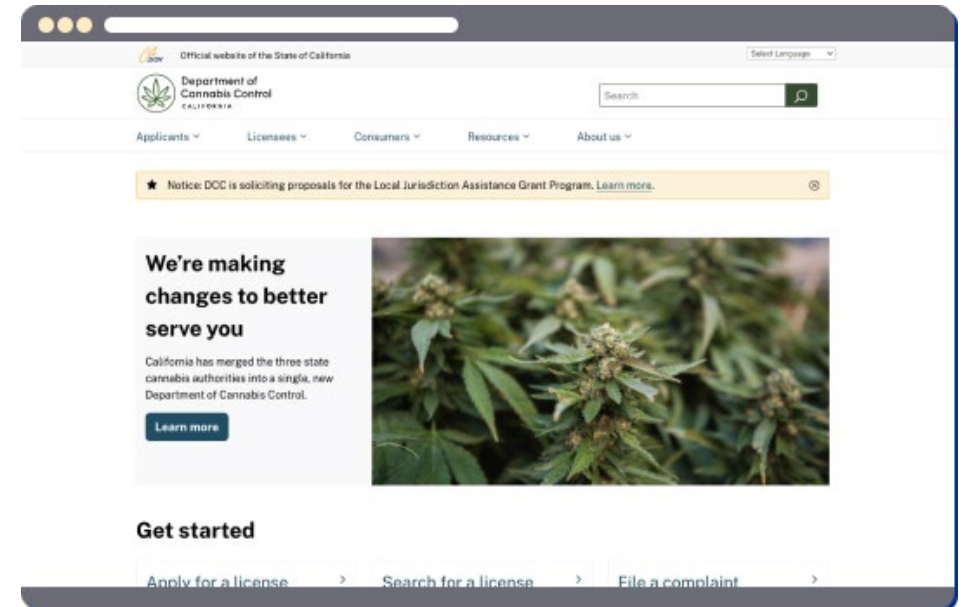 CA.GOV Official website of the State of California
Select Language
Department of
Cannabis Control
CALIFORNIA
Search
Applicants Licensees Consumers Resources About us
Notice: DCC is soliciting proposals for the Local Jurisdiction Assistance Grant Program. Learn more.
We're making
changes to better
serve you
California has merged the three state
cannabis authorities into a single, new
Department of Cannabis Control.
Learn more
Get started
Apply for a license Search for a license File a complaint